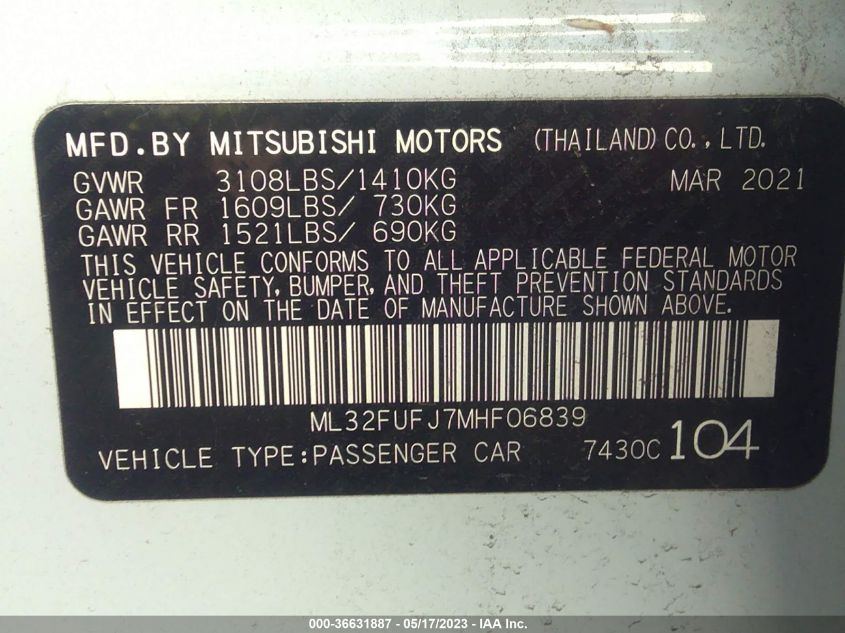 MFD.BY MITSUBISHI MOTORS (THAILAND) CO.,LTD.
GVWR 3108LBS/1410KG MAR 2021
GAWR FR 1609LBS/ 730KG
GAWR RR 1521LBS/ 690KG
THIS VEHICLE CONFORMS TO ALL APPLICABLE FEDERAL MOTOR
VEHICLE SAFETY, BUMPER, AND THEFT PREVENTION STANDARDS
IN EFFECT ON THE DATE OF MANUFACTURE SHOWN ABOVE.
ML32FUFJ7MHF06839
VEHICLE TYPE:PASSENGER CAR 7430C 104
000-36631887 - 05/17/2023 - IAAI.com